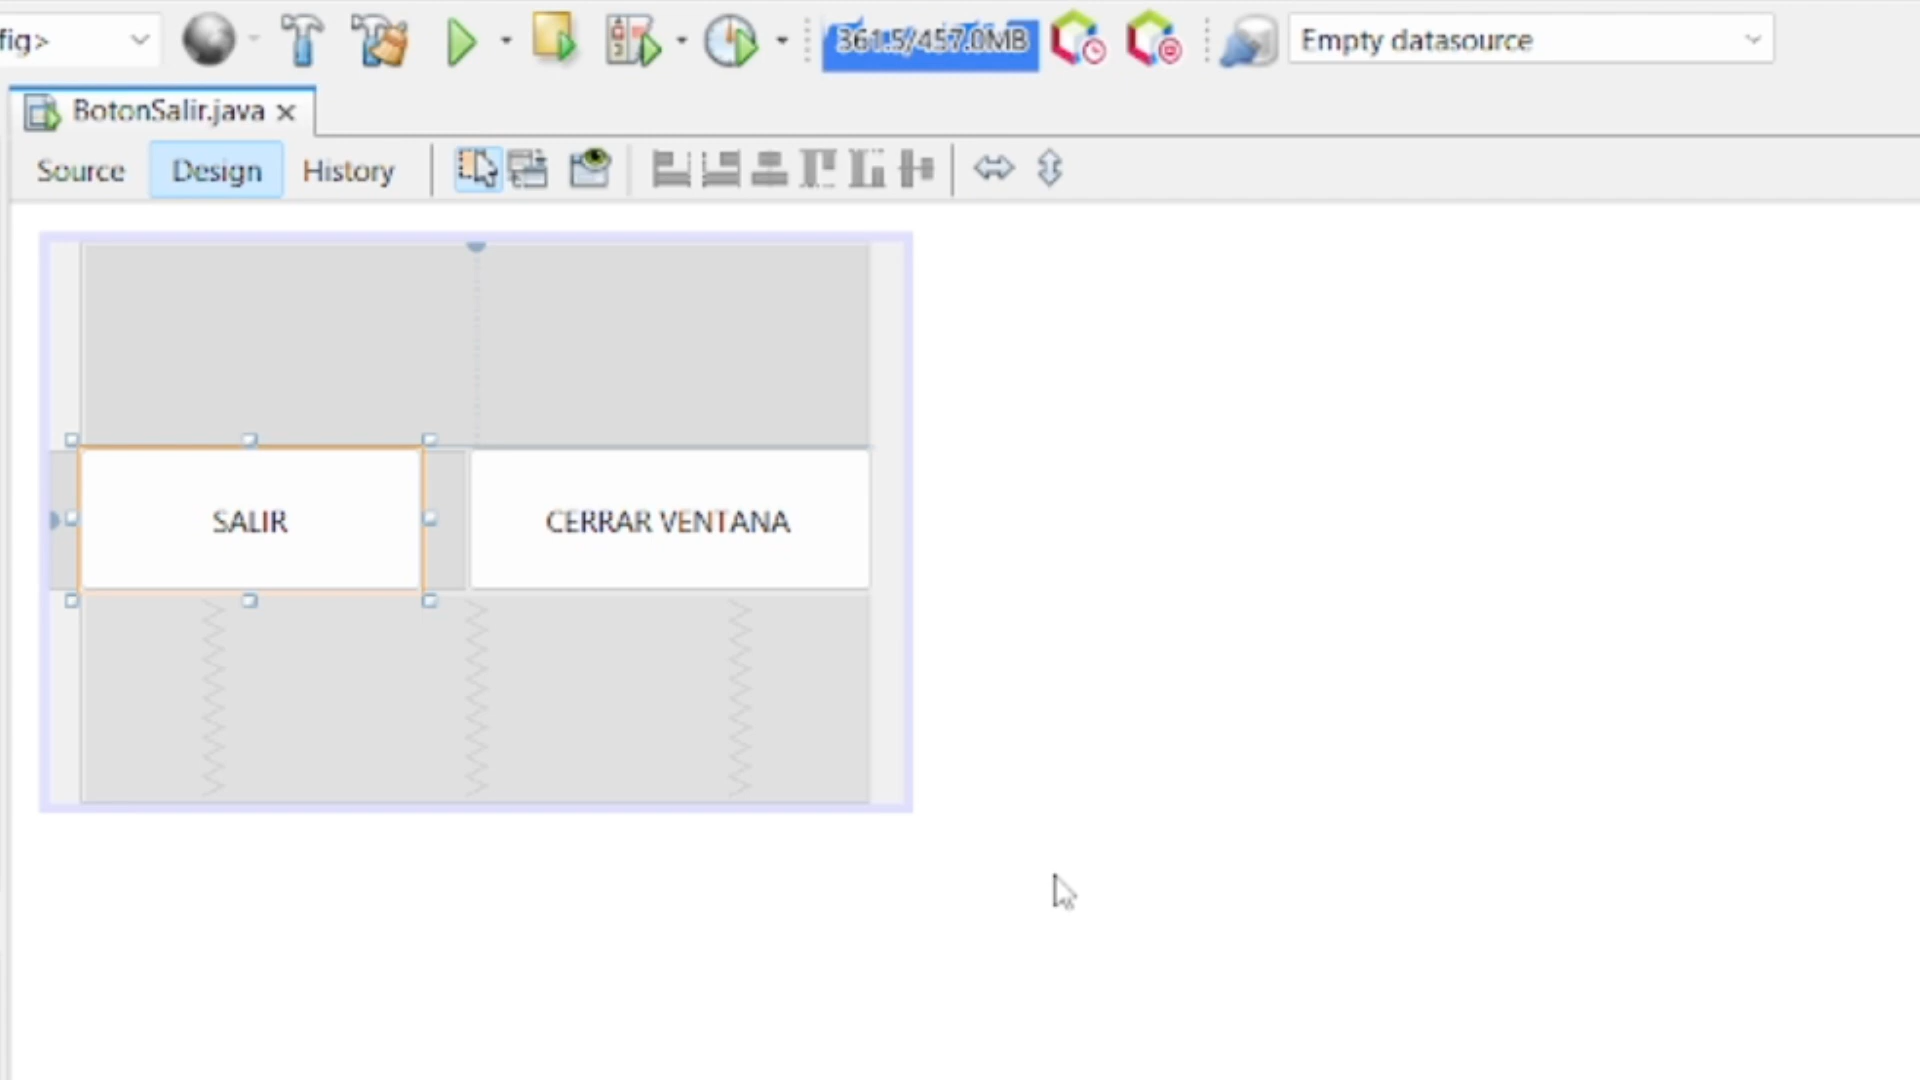 fig>
361.5/457.0MB
Empty datasource
BotonSalir.java
Source Design History
SALIR
CERRAR VENTANA